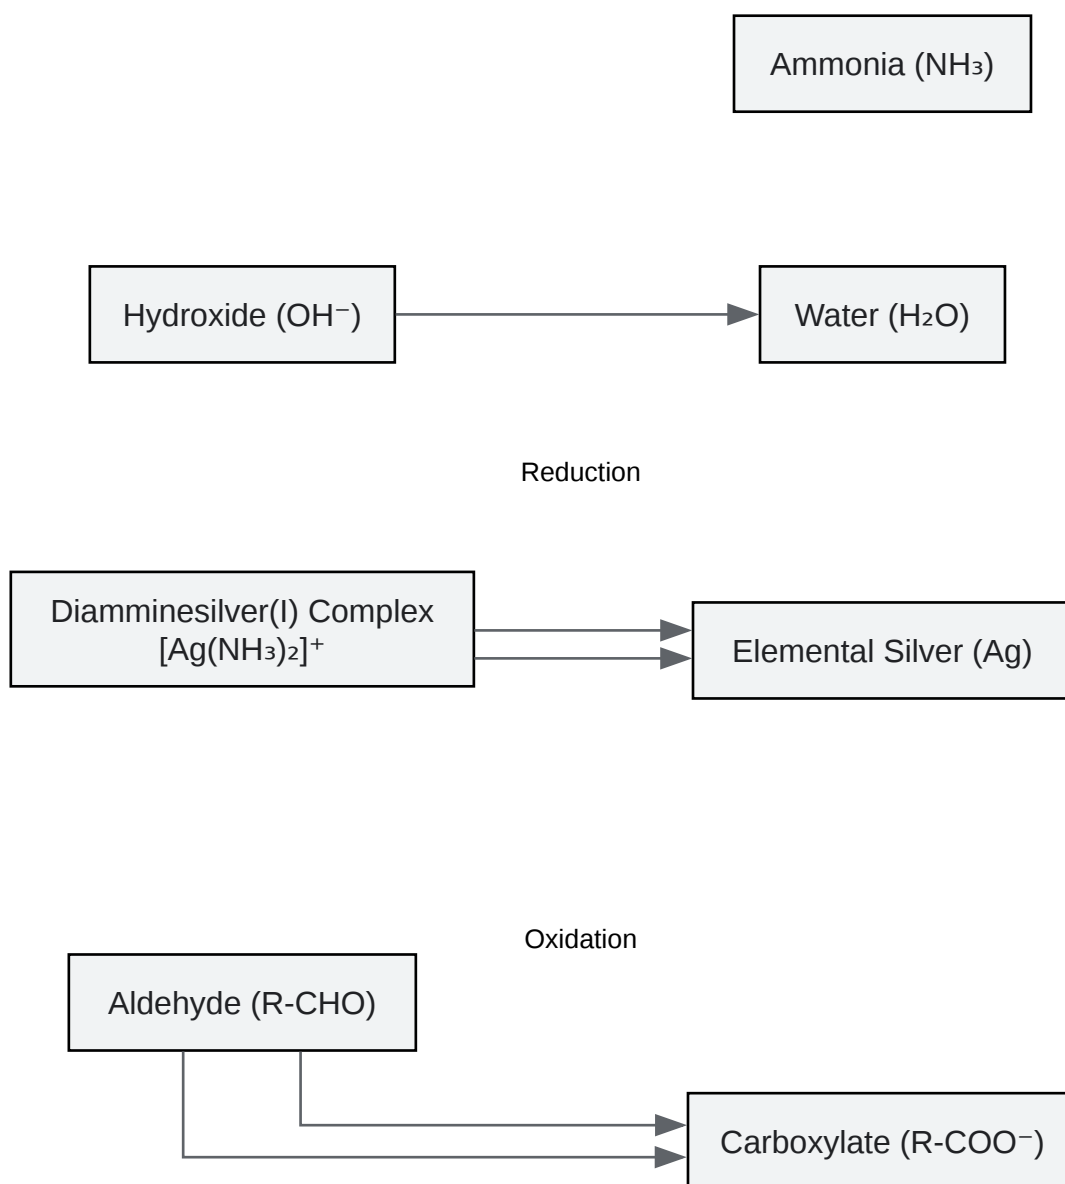 Ammonia (NH₃)
Hydroxide (OH⁻)
Water (H₂O)
Reduction
Diamminesilver(I) Complex
[Ag(NH₃)₂]⁺
Elemental Silver (Ag)
Oxidation
Aldehyde (R-CHO)
Carboxylate (R-COO⁻)